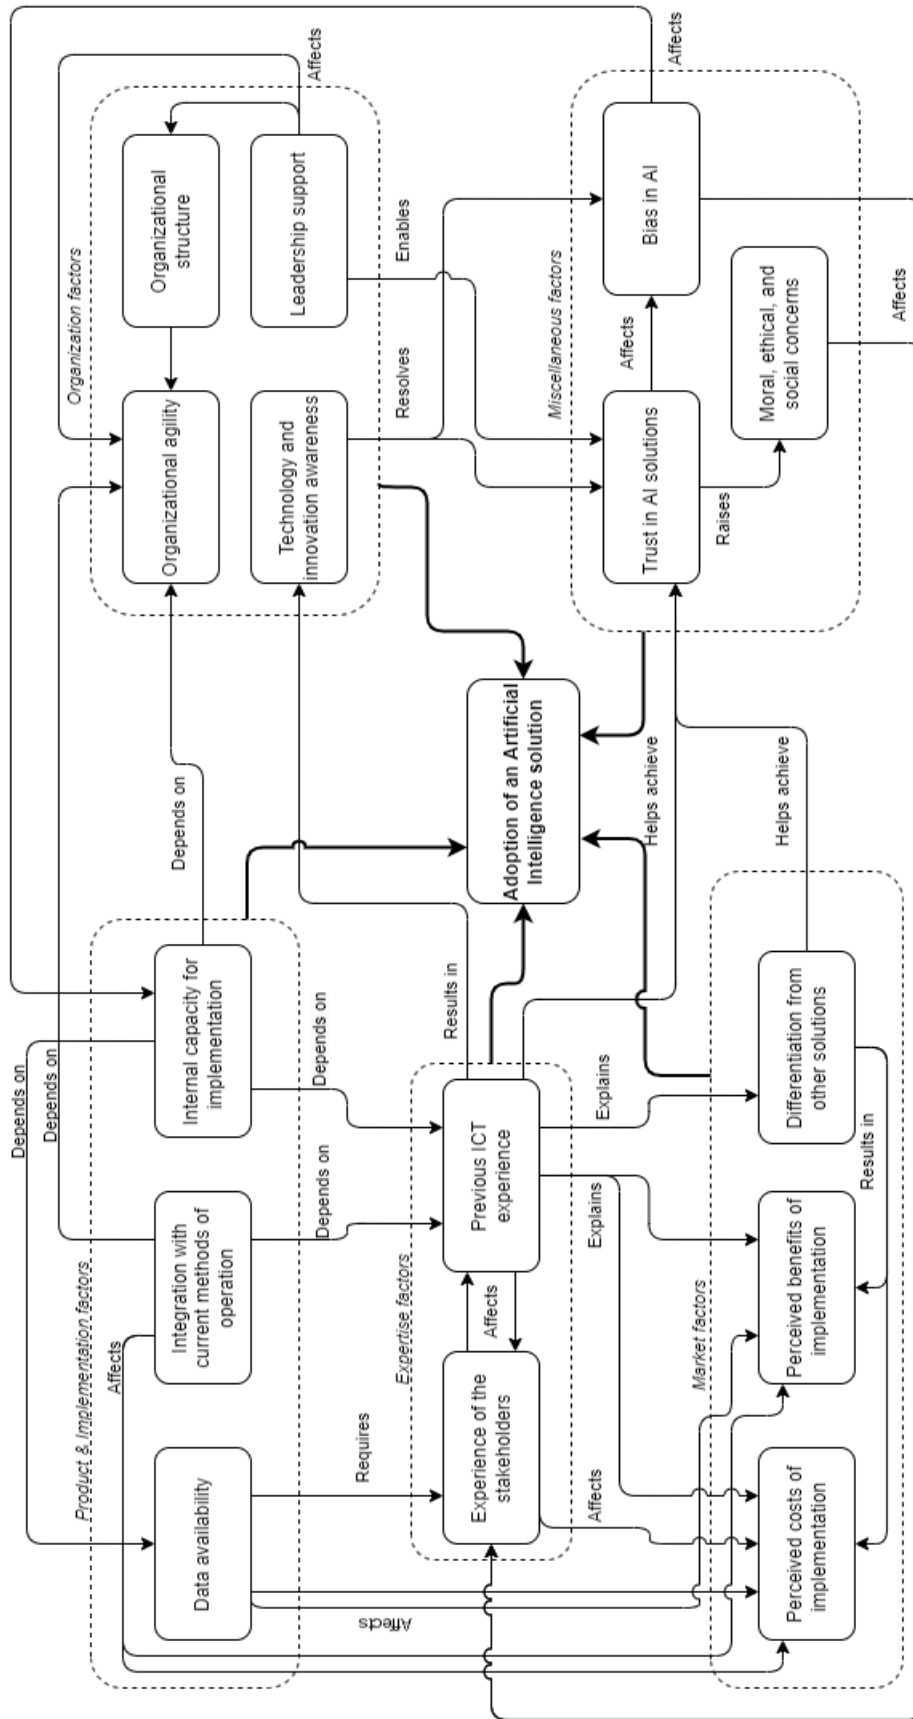 Depends on
Depends on
Affects
Product & Implementation factors
Data availability
Integration with
current methods of
operation
Internal capacity for
implementation
Depends on
Organization factors
Organizational agility
Organizational
structure
Technology and
innovation awareness
Leadership support
Affects
Requires
Depends on
Depends on
Results in
Resolves
Enables
Affects
Expertise factors
Experience of the
stakeholders
Affects
Previous ICT
experience
Adoption of an Artificial
Intelligence solution
Miscellaneous factors
Trust in AI solutions
Affects
Bias in AI
Raises
Moral, ethical, and
social concerns
Affects
Affects
Affects
Explains
Explains
Helps achieve
Helps achieve
Market factors
Perceived costs of
implementation
Perceived benefits of
implementation
Differentiation from
other solutions
Results in